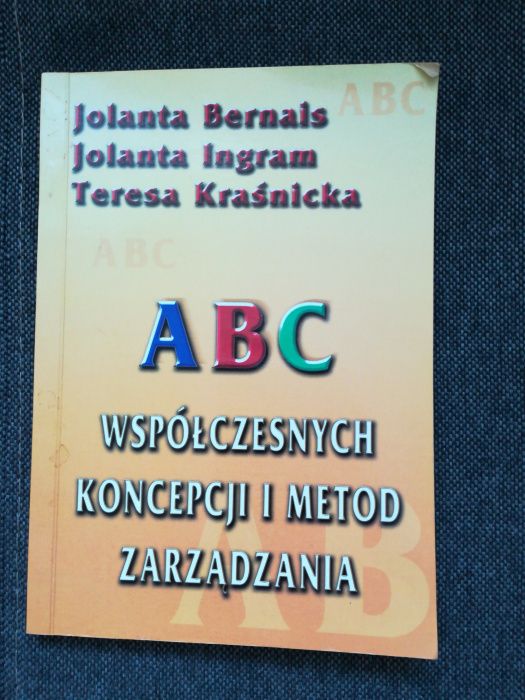 Jolanta Bernais
ABC
Jolanta Ingram
Teresa Kraśnicka
ABC
ABC
WSPÓŁCZESNYCH
KONCEPCJI I METOD
ZARZĄDZANIA
AB